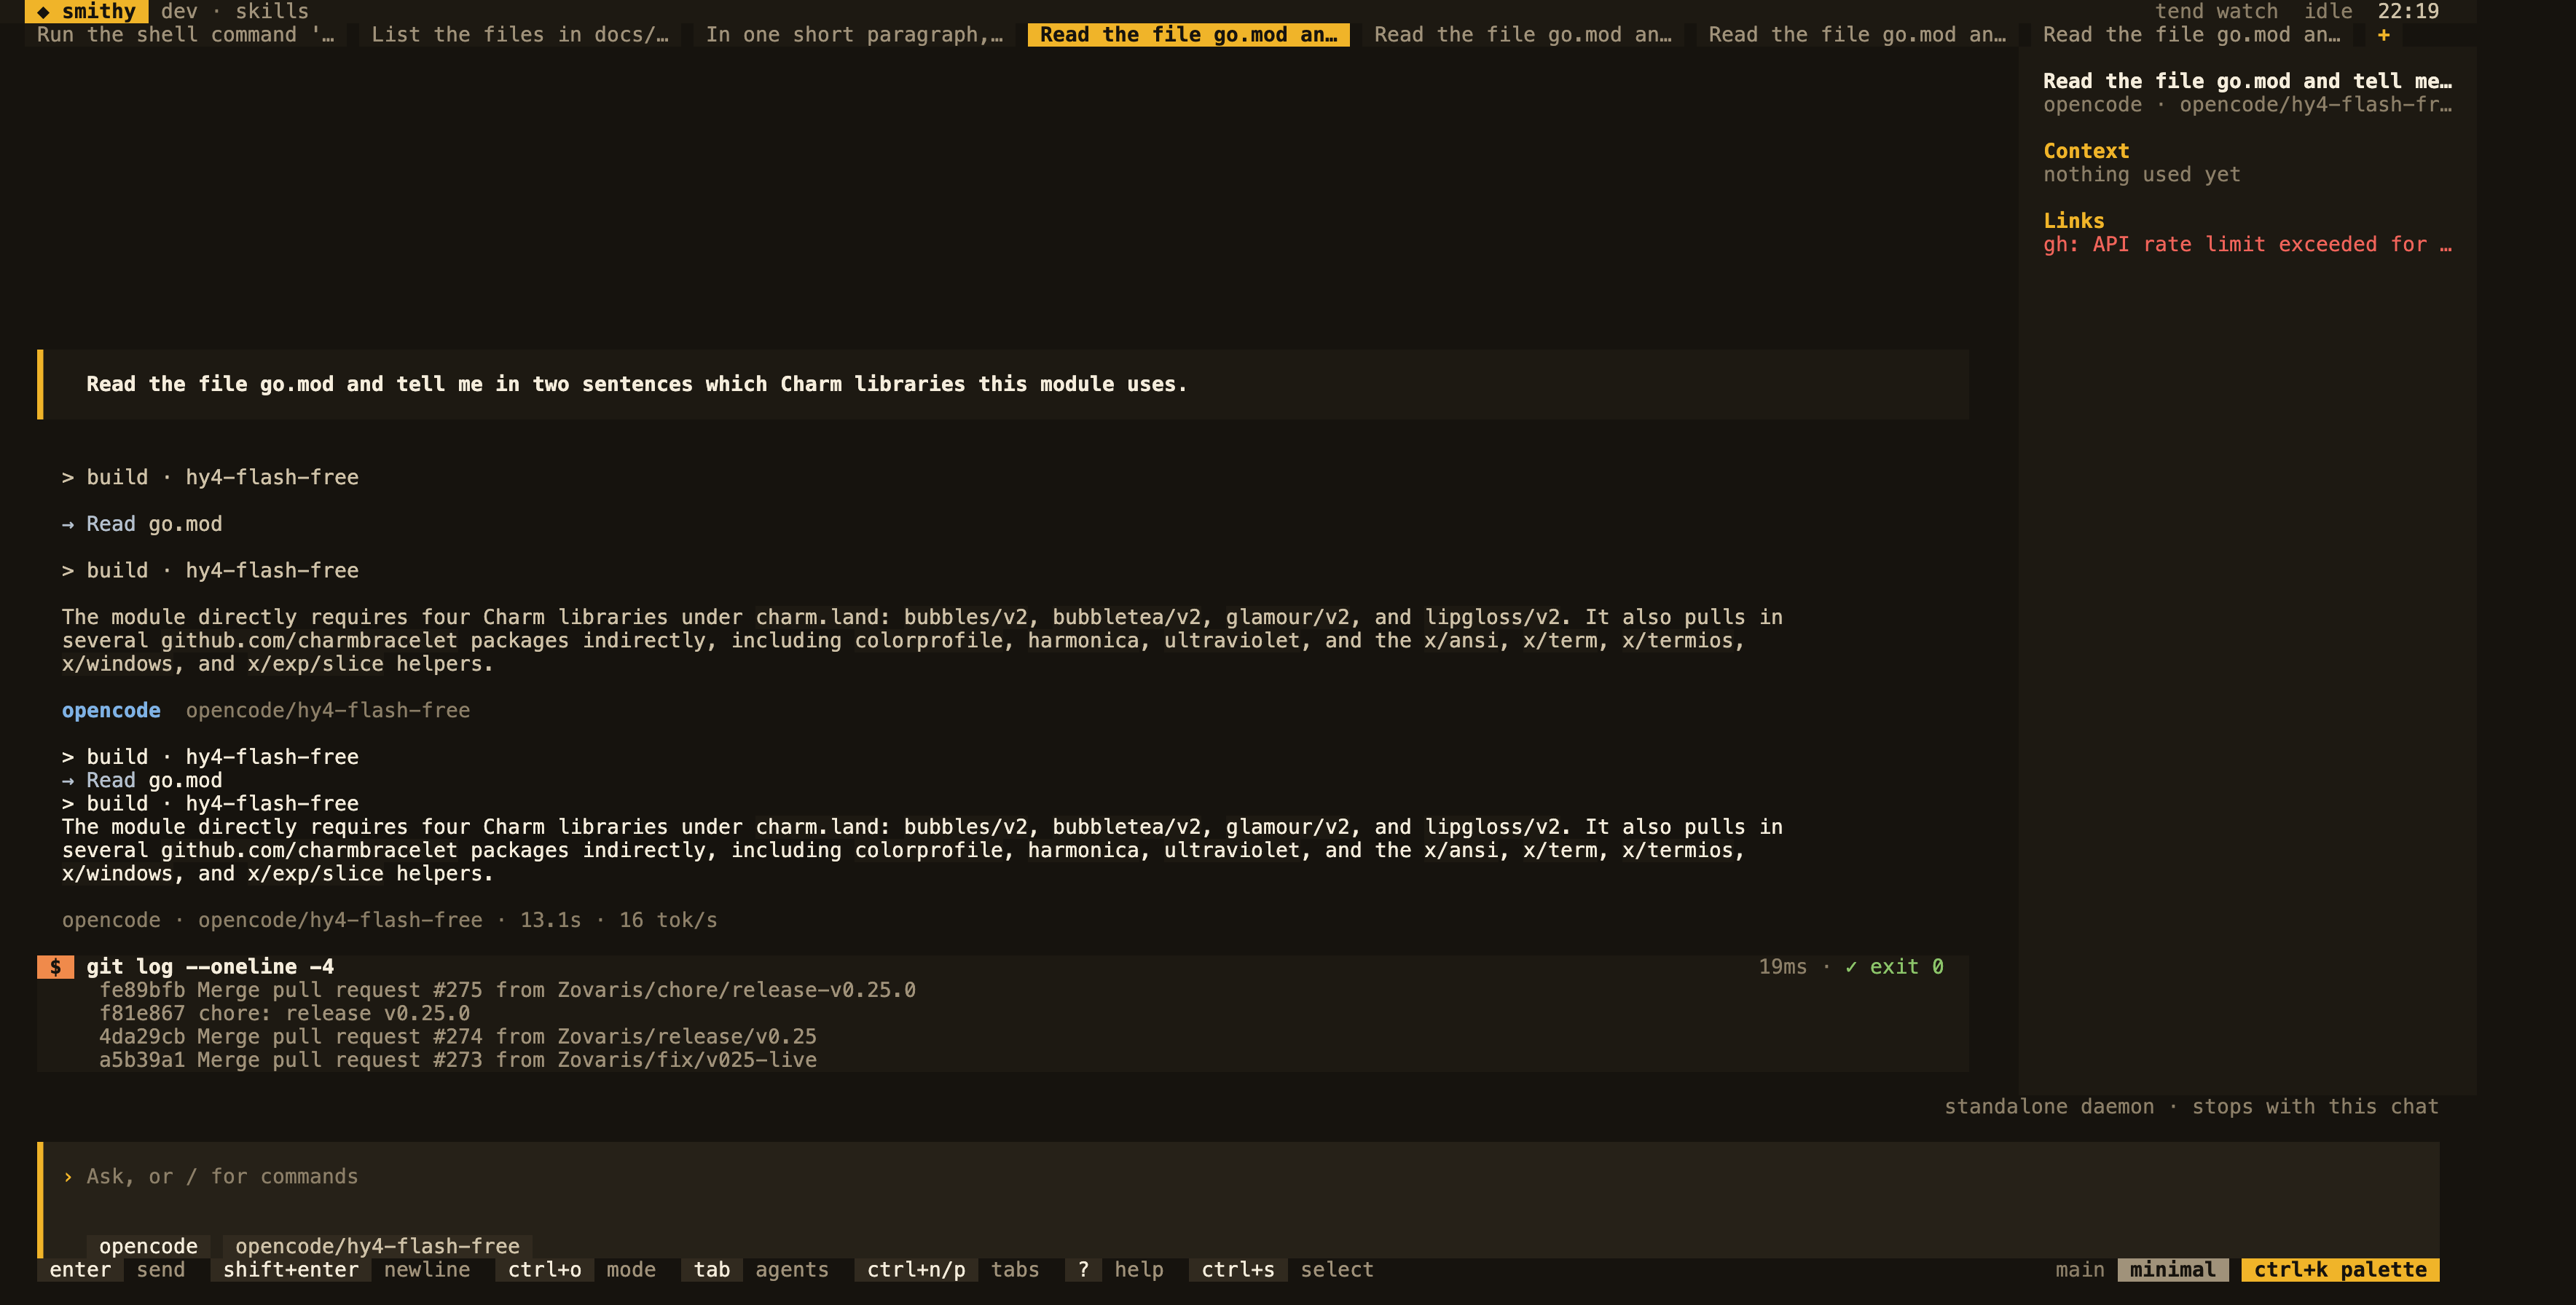 ◆ smithy dev · skills tend watch idle 22:19
Run the shell command '… List the files in docs/… In one short paragraph,… Read the file go.mod an… Read the file go.mod an… Read the file go.mod an… Read the file go.mod an… +
Read the file go.mod and tell me…
opencode · opencode/hy4-flash-fr…
Context
nothing used yet
Links
gh: API rate limit exceeded for …
Read the file go.mod and tell me in two sentences which Charm libraries this module uses.
> build · hy4-flash-free
→ Read go.mod
> build · hy4-flash-free
The module directly requires four Charm libraries under charm.land: bubbles/v2, bubbletea/v2, glamour/v2, and lipgloss/v2. It also pulls in
several github.com/charmbracelet packages indirectly, including colorprofile, harmonica, ultraviolet, and the x/ansi, x/term, x/termios,
x/windows, and x/exp/slice helpers.
opencode opencode/hy4-flash-free
> build · hy4-flash-free
→ Read go.mod
> build · hy4-flash-free
The module directly requires four Charm libraries under charm.land: bubbles/v2, bubbletea/v2, glamour/v2, and lipgloss/v2. It also pulls in
several github.com/charmbracelet packages indirectly, including colorprofile, harmonica, ultraviolet, and the x/ansi, x/term, x/termios,
x/windows, and x/exp/slice helpers.
opencode · opencode/hy4-flash-free · 13.1s · 16 tok/s
$ git log --oneline -4 19ms · ✓ exit 0
fe89bfb Merge pull request #275 from Zovaris/chore/release-v0.25.0
f81e867 chore: release v0.25.0
4da29cb Merge pull request #274 from Zovaris/release/v0.25
a5b39a1 Merge pull request #273 from Zovaris/fix/v025-live
standalone daemon · stops with this chat
› Ask, or / for commands
opencode opencode/hy4-flash-free
enter send shift+enter newline ctrl+o mode tab agents ctrl+n/p tabs ? help ctrl+s select main minimal ctrl+k palette